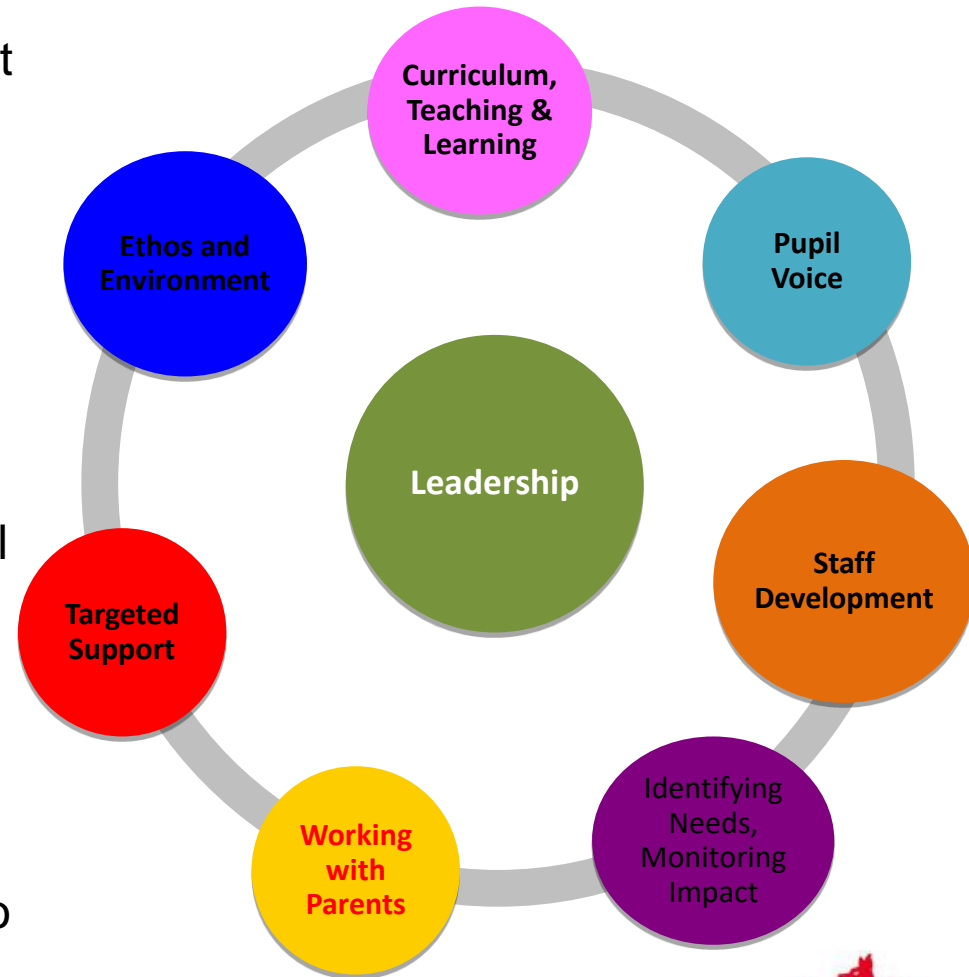 t
Curriculum,
Teaching &
Learning
Ethos and
Environment
Pupil
Voice
Leadership
l
Staff
Development
Targeted
Support
Identifying
Needs,
Monitoring
Impact
Working
with
Parents